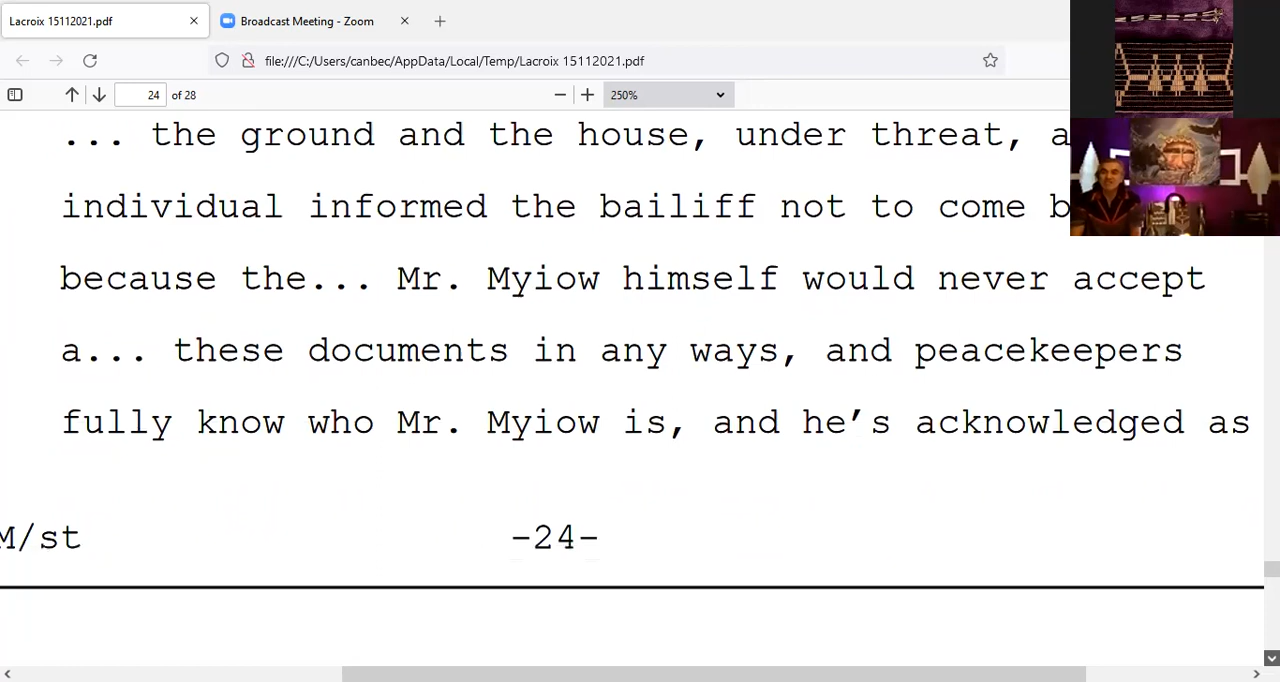 Lacroix 15112021.pdf
Broadcast Meeting - Zoom
file:///C:/Users/canbec/AppData/Local/Temp/Lacroix 15112021.pdf
24 of 28
250%
... the ground and the house, under threat, a
individual informed the bailiff not to come b
because the... Mr. Myiow himself would never accept
a... these documents in any ways, and peacekeepers
fully know who Mr. Myiow is, and he’s acknowledged as
M/st
-24-